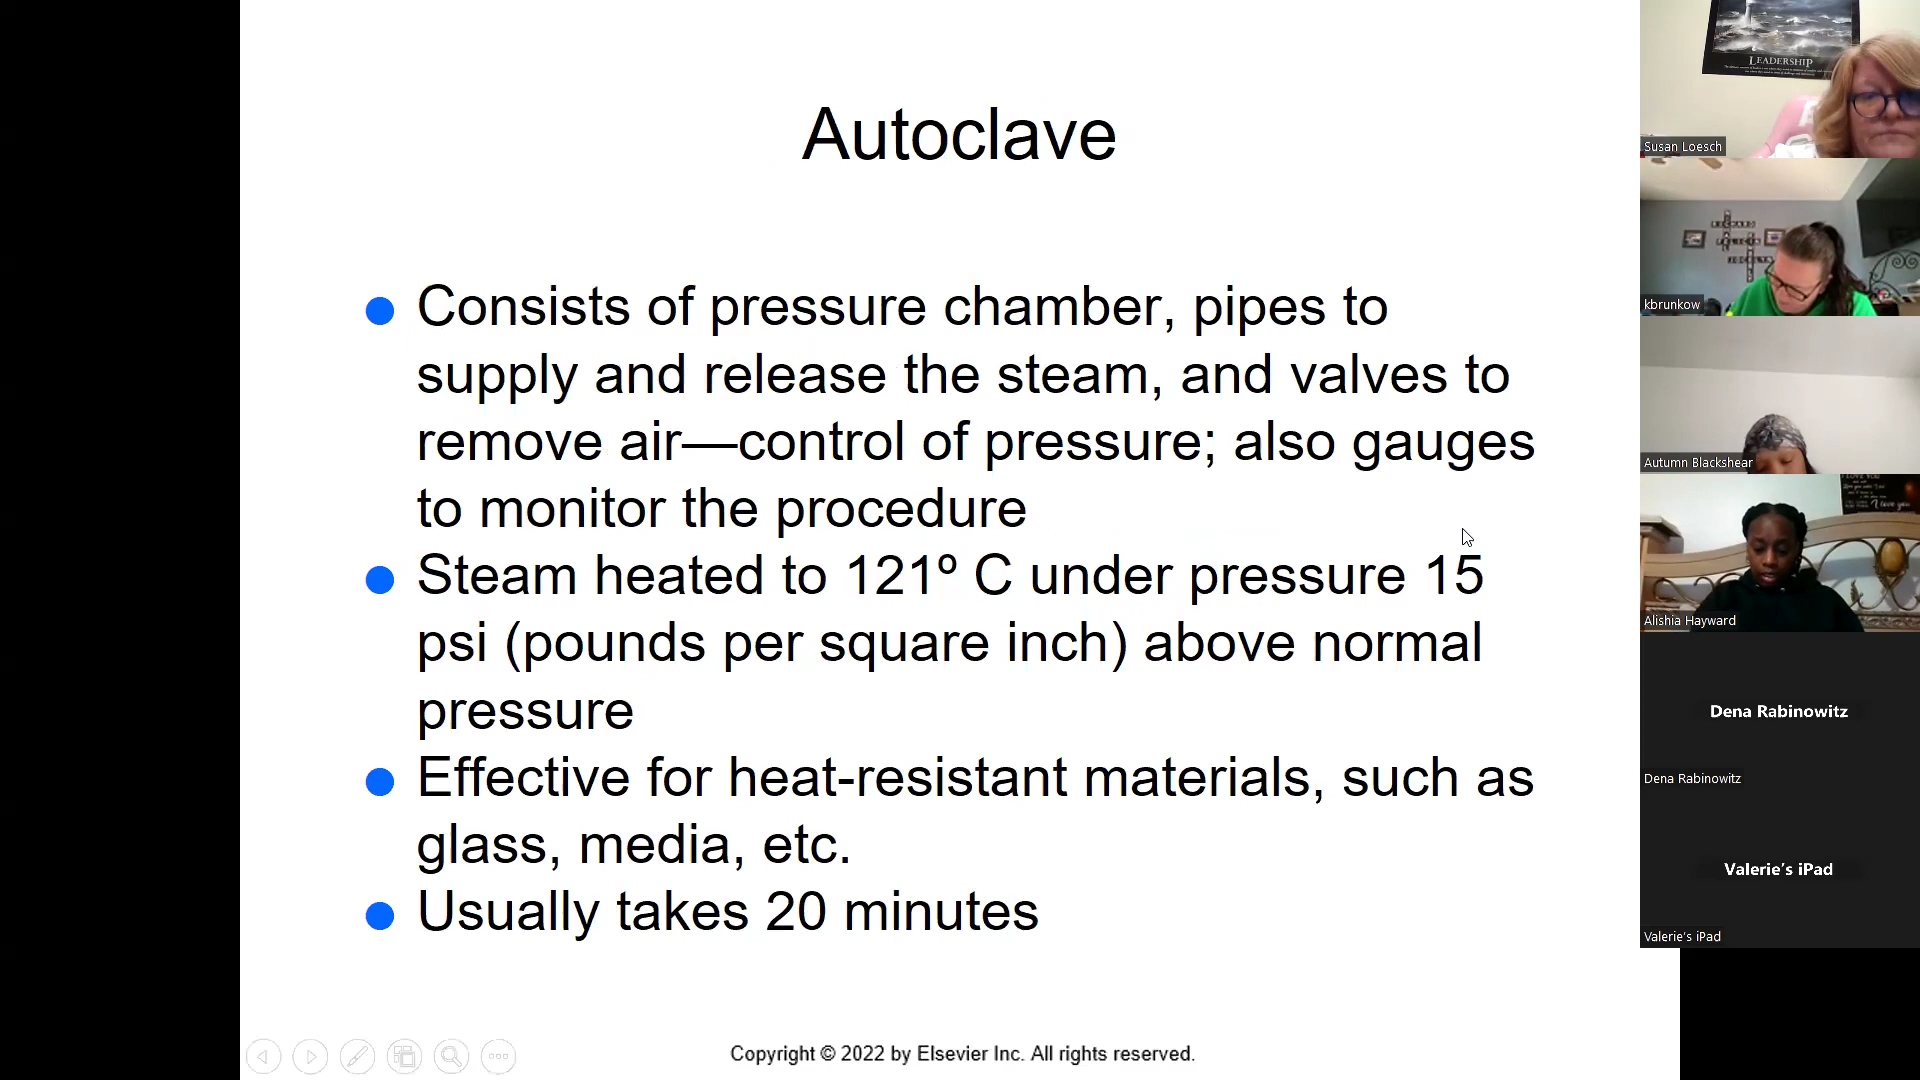 Autoclave
Consists of pressure chamber, pipes to
supply and release the steam, and valves to
remove air—control of pressure; also gauges
to monitor the procedure
Steam heated to 121º C under pressure 15
psi (pounds per square inch) above normal
pressure
Effective for heat-resistant materials, such as
glass, media, etc.
Usually takes 20 minutes
Copyright © 2022 by Elsevier Inc. All rights reserved.
LEADERSHIP
Susan Loesch
kbrunkow
Autumn Blackshear
I love you
Alishia Hayward
Dena Rabinowitz
Dena Rabinowitz
Valerie's iPad
Valerie's iPad